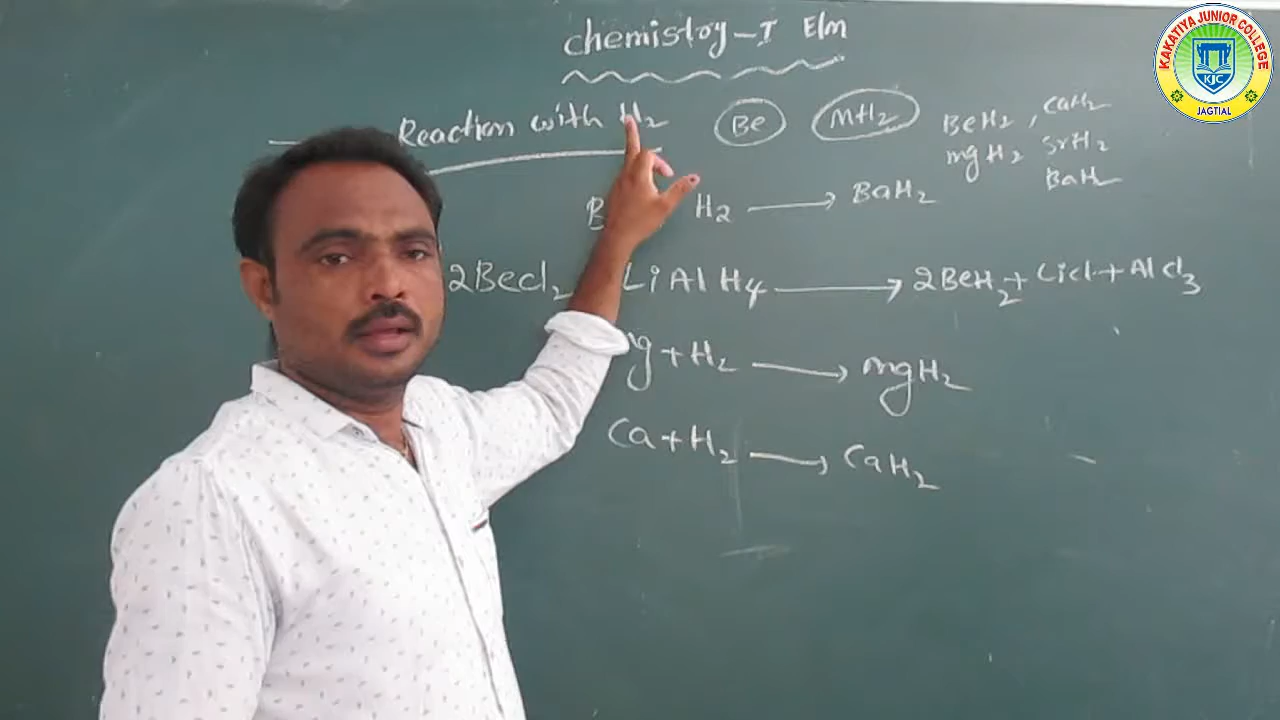 chemistry-I Elm
KAKATIYA JUNIOR COLLEGE
KJC
JAGTIAL
Reaction with H2 Be MH2 BeH2, CaH2
mgH2 SrH2
BaH2
B H2 → BaH2
2Becl2 LiAlH4 → 2BeH2 + Licl + Alcl3
mg + H2 → mgH2
Ca + H2 → CaH2